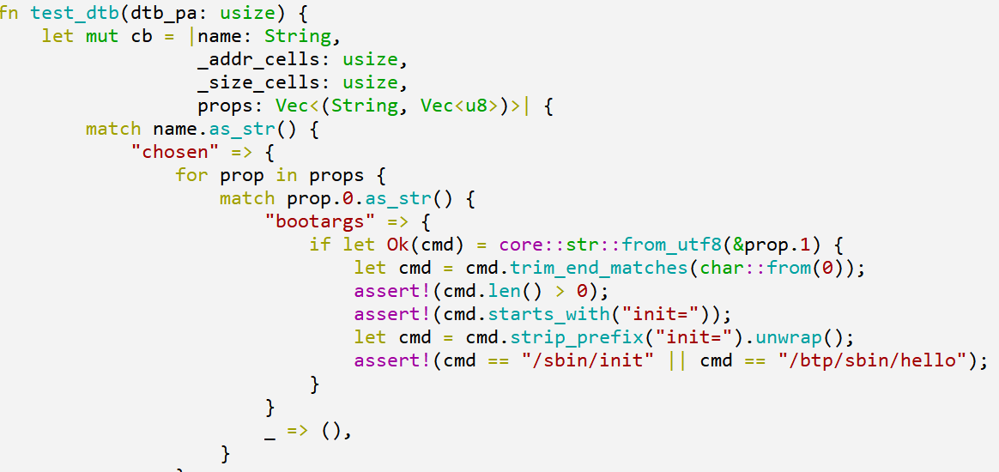 fn test_dtb(dtb_pa: usize) {
    let mut cb = |name: String,
                  _addr_cells: usize,
                  _size_cells: usize,
                  props: Vec<(String, Vec<u8>)>| {
        match name.as_str() {
            "chosen" => {
                for prop in props {
                    match prop.0.as_str() {
                        "bootargs" => {
                            if let Ok(cmd) = core::str::from_utf8(&prop.1) {
                                let cmd = cmd.trim_end_matches(char::from(0));
                                assert!(cmd.len() > 0);
                                assert!(cmd.starts_with("init="));
                                let cmd = cmd.strip_prefix("init=").unwrap();
                                assert!(cmd == "/sbin/init" || cmd == "/btp/sbin/hello");
                            }
                        }
                        _ => (),
                    }